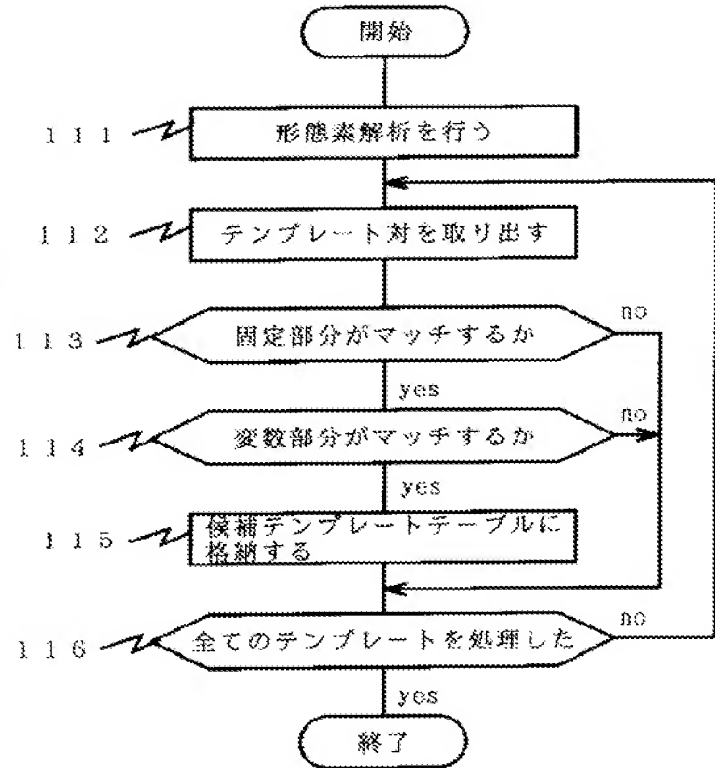 開始
111
形態素解析を行う
112
テンプレート対を取り出す
113
固定部分がマッチするか
no
yes
114
変数部分がマッチするか
no
yes
115
候補テンプレートテーブルに
格納する
116
全てのテンプレートを処理した
no
yes
終了